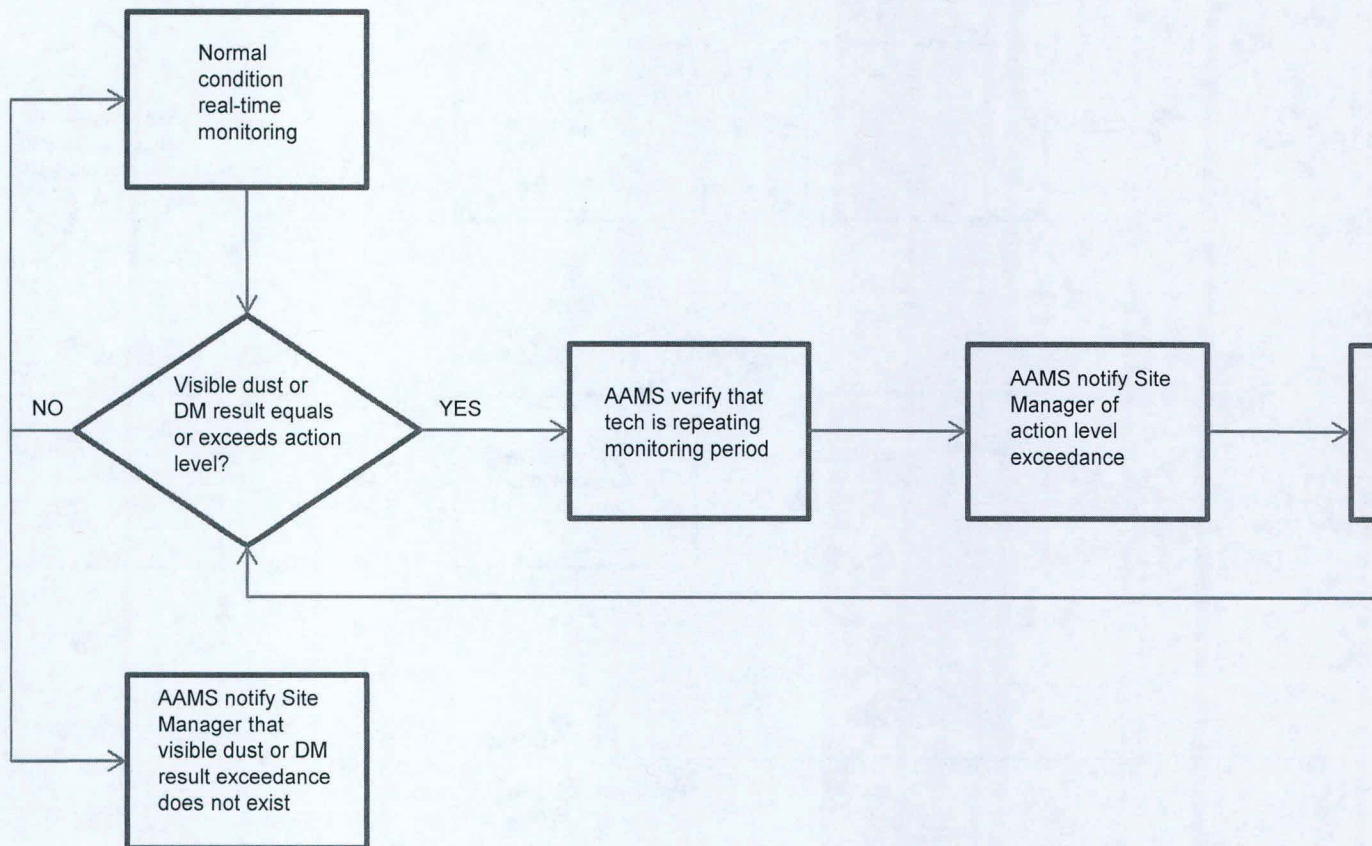 Normal
condition
real-time
monitoring
NO
Visible dust or
DM result equals
or exceeds action
level?
YES
AAMS verify that
tech is repeating
monitoring period
AAMS notify Site
Manager of
action level
exceedance
AAMS notify Site
Manager that
visible dust or DM
result exceedance
does not exist